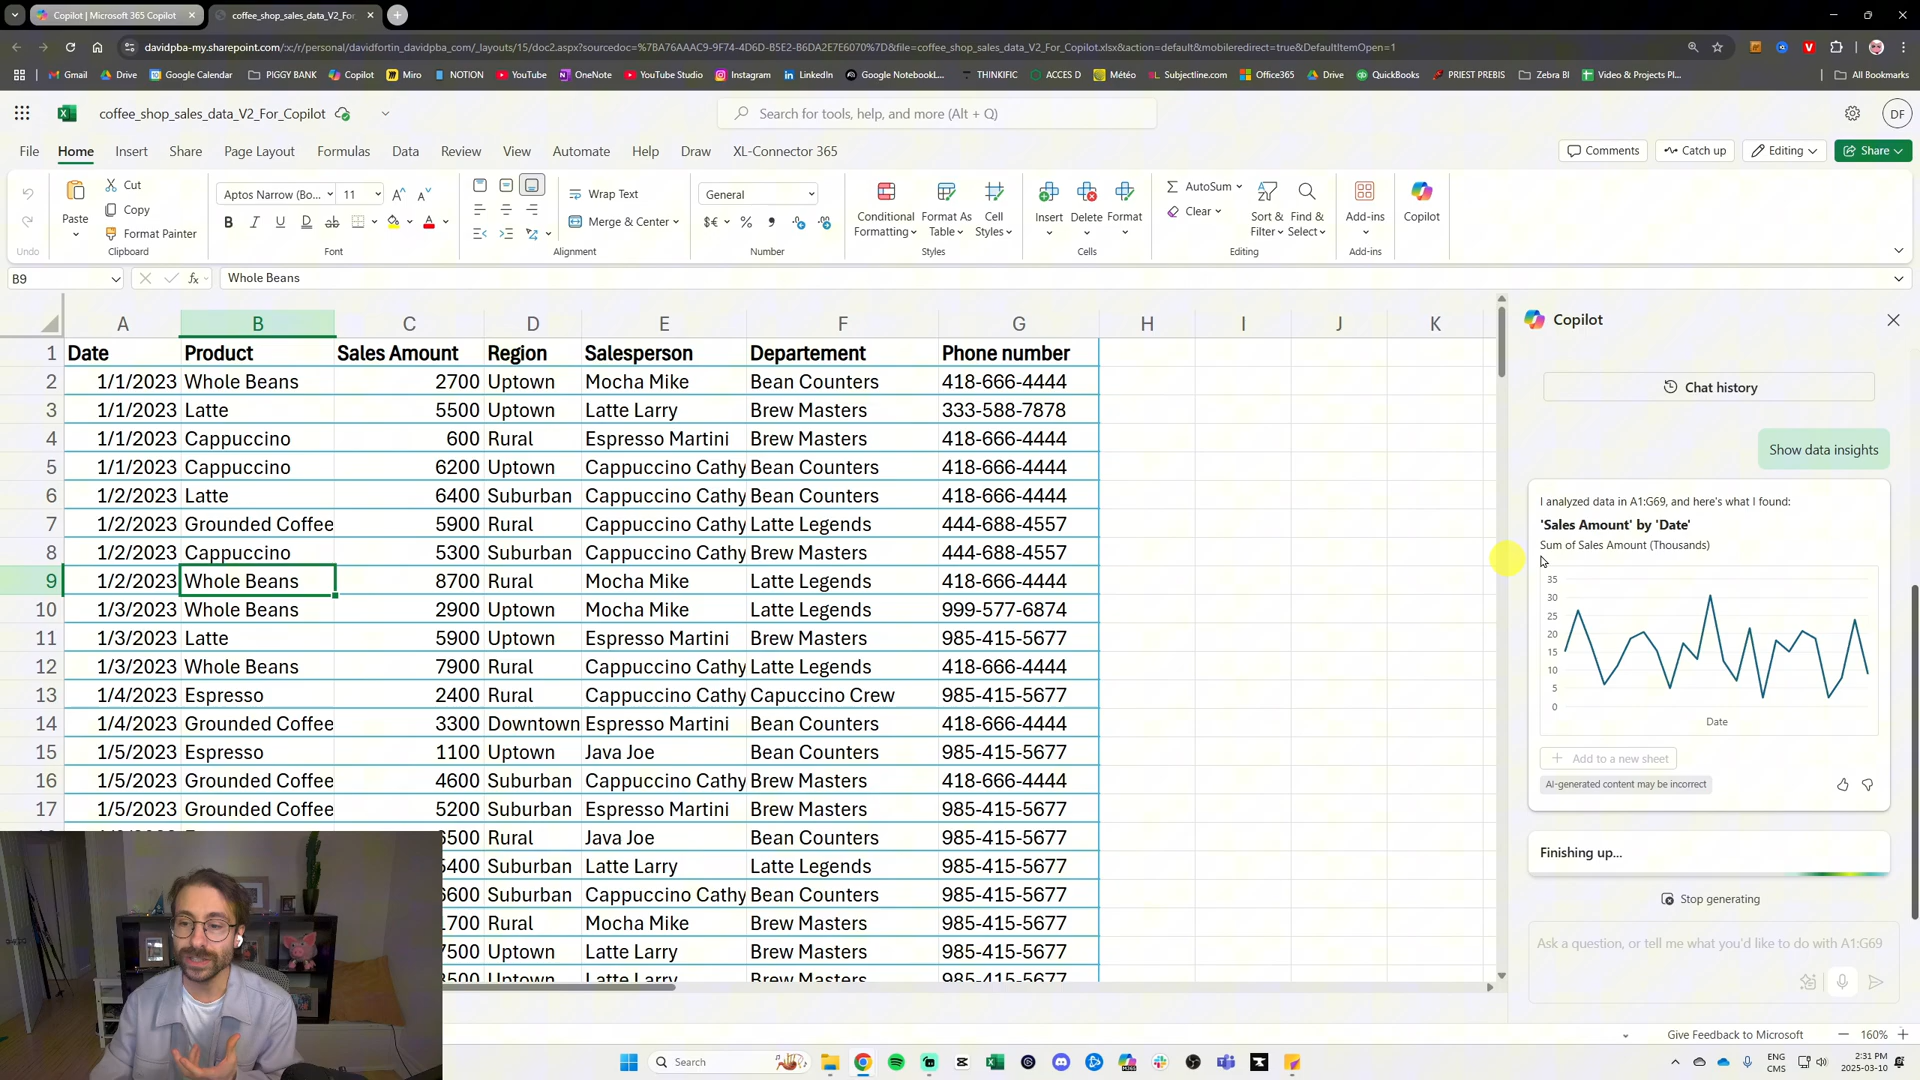 Copilot | Microsoft 365 Copilot
coffee_shop_sales_data_V2_For
davidpba-my.sharepoint.com/:x:/r/personal/davidfortin_davidpba_com/_layouts/15/doc2.aspx?sourcedoc=%7BA76AAAC9-9F74-4D6D-B5E2-B6DA2E7E6070%7D&file=coffee_shop_sales_data_V2_For_Copilot.xlsx&action=default&mobileredirect=true&DefaultItemOpen=1
Gmail Drive Google Calendar PIGGY BANK Copilot Miro NOTION YouTube OneNote YouTube Studio Instagram LinkedIn Google NotebookL... THINKIFIC ACCES D Météo Subjectline.com Office365 Drive QuickBooks PRIEST PREBIS Zebra BI Video & Projects Pl... All Bookmarks
coffee_shop_sales_data_V2_For_Copilot
Search for tools, help, and more (Alt + Q)
DF
File Home Insert Share Page Layout Formulas Data Review View Automate Help Draw XL-Connector 365
Comments Catch up Editing Share
Undo
Paste Cut Copy Format Painter
Clipboard
Aptos Narrow (Bo... 11
Font
Wrap Text
Merge & Center
Alignment
General
Number
Conditional Formatting Format As Table Cell Styles
Styles
Insert Delete Format
Cells
AutoSum
Clear
Sort & Filter Find & Select
Editing
Add-ins
Add-ins
Copilot
B9 fx Whole Beans
A B C D E F G H I J K
1 Date Product Sales Amount Region Salesperson Departement Phone number
2 1/1/2023 Whole Beans 2700 Uptown Mocha Mike Bean Counters 418-666-4444
3 1/1/2023 Latte 5500 Uptown Latte Larry Brew Masters 333-588-7878
4 1/1/2023 Cappuccino 600 Rural Espresso Martini Brew Masters 418-666-4444
5 1/1/2023 Cappuccino 6200 Uptown Cappuccino Cathy Bean Counters 418-666-4444
6 1/2/2023 Latte 6400 Suburban Cappuccino Cathy Bean Counters 418-666-4444
7 1/2/2023 Grounded Coffee 5900 Rural Cappuccino Cathy Latte Legends 444-688-4557
8 1/2/2023 Cappuccino 5300 Suburban Cappuccino Cathy Brew Masters 444-688-4557
9 1/2/2023 Whole Beans 8700 Rural Mocha Mike Latte Legends 418-666-4444
10 1/3/2023 Whole Beans 2900 Uptown Mocha Mike Latte Legends 999-577-6874
11 1/3/2023 Latte 5900 Uptown Espresso Martini Brew Masters 985-415-5677
12 1/3/2023 Whole Beans 7900 Rural Cappuccino Cathy Latte Legends 418-666-4444
13 1/4/2023 Espresso 2400 Rural Cappuccino Cathy Capuccino Crew 985-415-5677
14 1/4/2023 Grounded Coffee 3300 Downtown Espresso Martini Bean Counters 418-666-4444
15 1/5/2023 Espresso 1100 Uptown Java Joe Bean Counters 985-415-5677
16 1/5/2023 Grounded Coffee 4600 Suburban Cappuccino Cathy Brew Masters 418-666-4444
17 1/5/2023 Grounded Coffee 5200 Suburban Espresso Martini Brew Masters 985-415-5677
500 Rural Java Joe Bean Counters 985-415-5677
400 Suburban Latte Larry Latte Legends 985-415-5677
600 Suburban Cappuccino Cathy Bean Counters 985-415-5677
700 Rural Mocha Mike Brew Masters 985-415-5677
7500 Uptown Latte Larry Brew Masters 985-415-5677
500 Uptown Latte Larry Brew Masters 985-415-5677
Copilot
Chat history
Show data insights
I analyzed data in A1:G69, and here's what I found:
'Sales Amount' by 'Date'
Sum of Sales Amount (Thousands)
35
30
25
20
15
10
5
0
Date
Add to a new sheet
AI-generated content may be incorrect
Finishing up...
Stop generating
Ask a question, or tell me what you'd like to do with A1:G69
Give Feedback to Microsoft 160%
Search
ENG
CMS
2:31 PM
2025-03-10